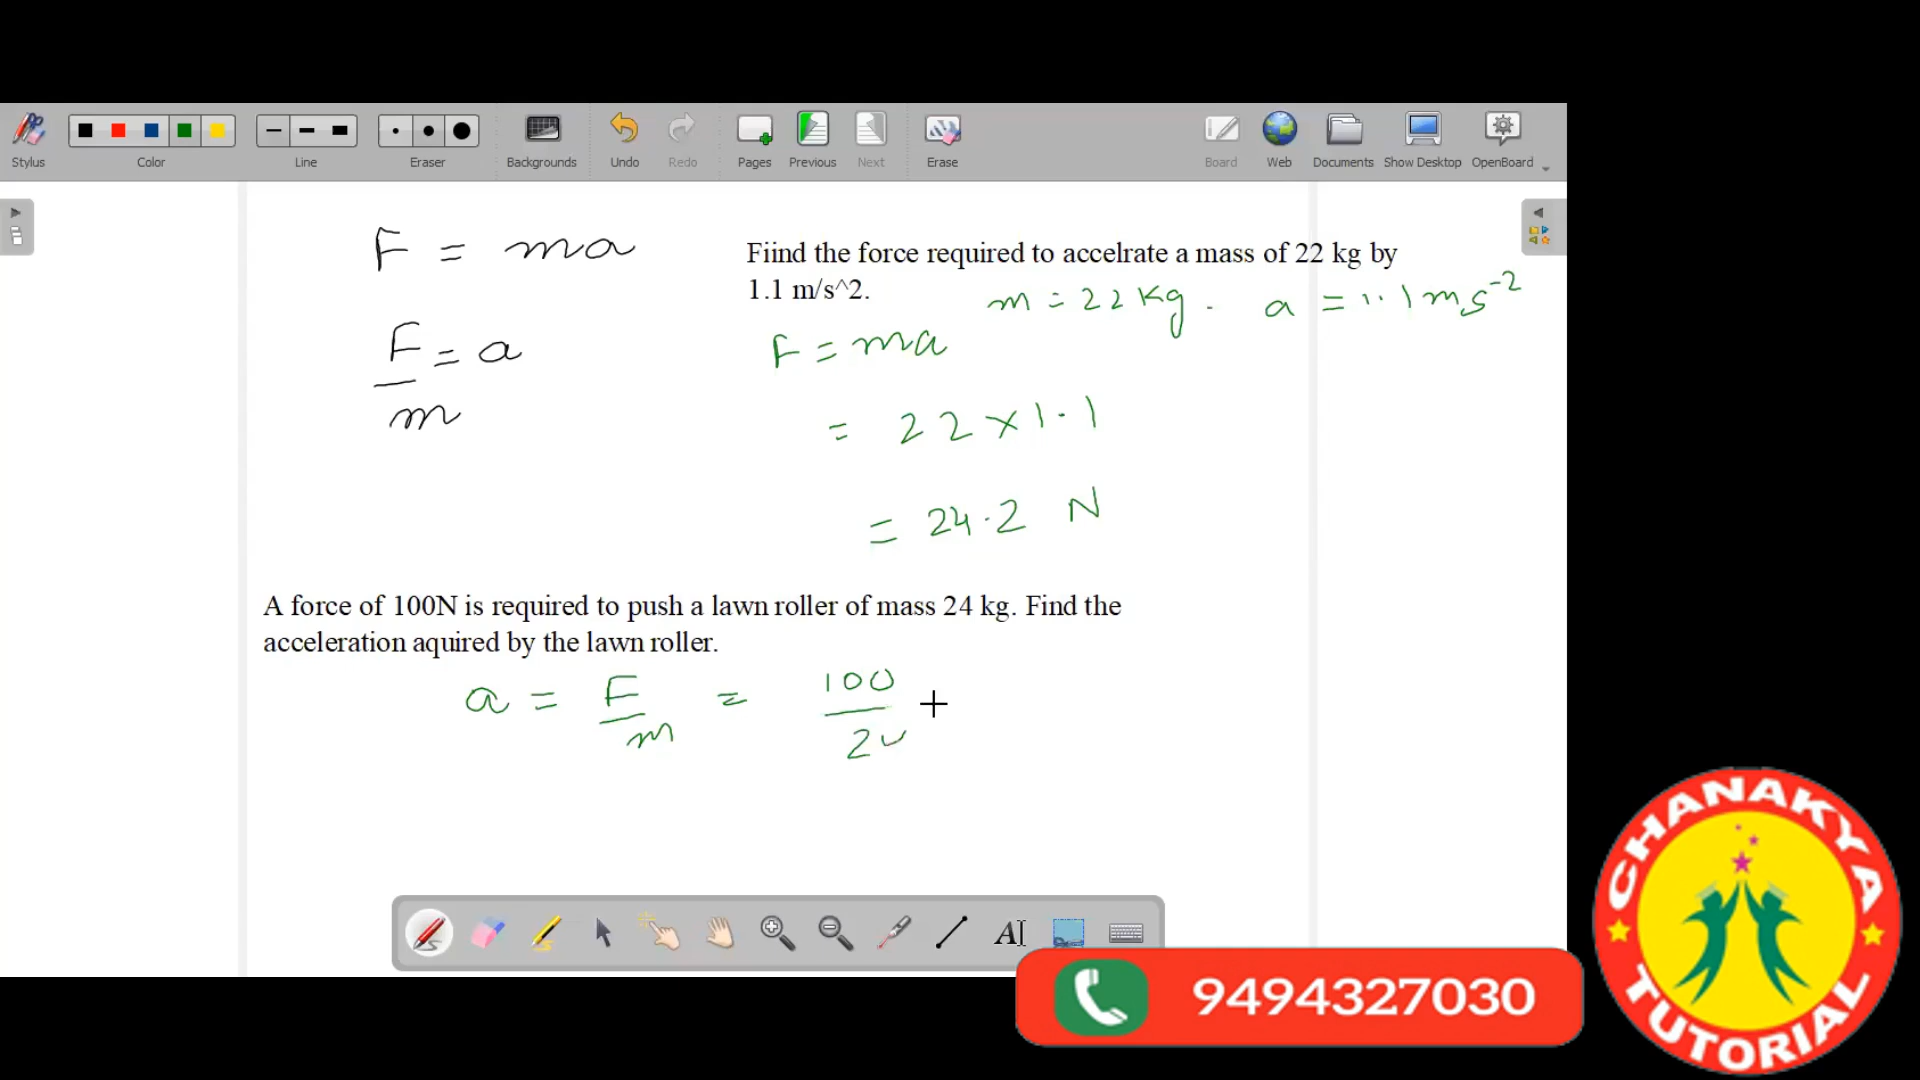 Stylus Color Line Eraser Backgrounds Undo Redo Pages Previous Next Erase Board Web Documents Show Desktop OpenBoard
F = ma
F/m = a
Fiind the force required to accelrate a mass of 22 kg by
1.1 m/s^2.
m = 22 Kg. a = 1.1 ms⁻²
F = ma
= 22 × 1.1
= 24.2 N
A force of 100N is required to push a lawn roller of mass 24 kg. Find the
acceleration aquired by the lawn roller.
a = F/m = 100/2
9494327030
CHANAKYA
TUTORIAL